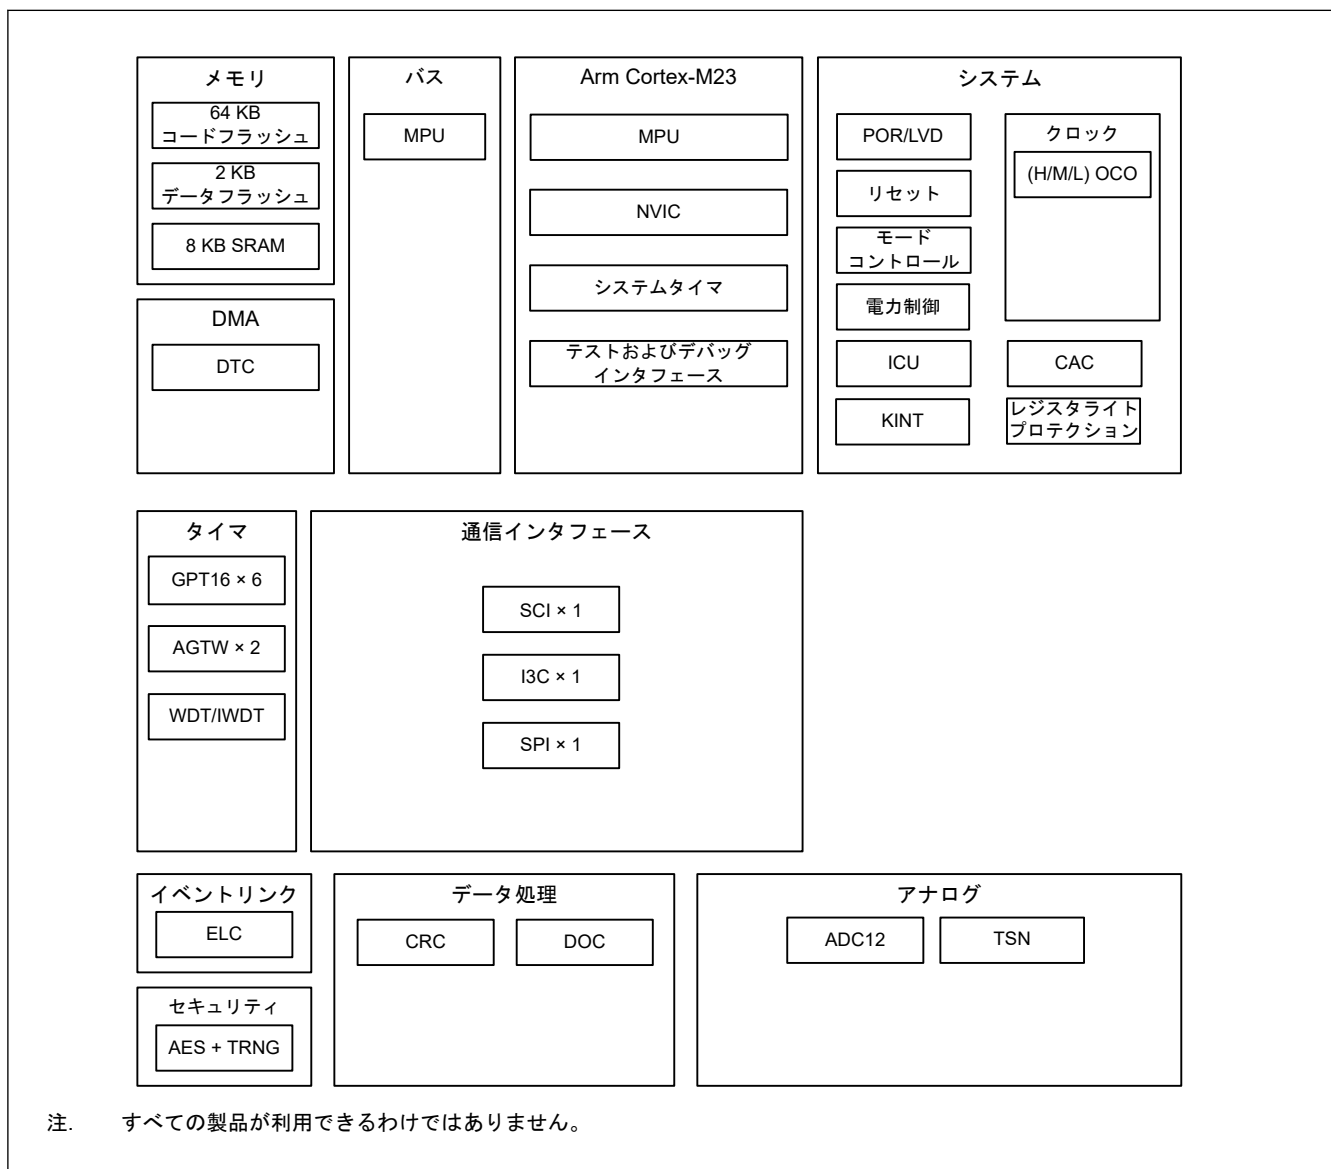 メモリ
64 KB
コードフラッシュ
2 KB
データフラッシュ
8 KB SRAM
DMA
DTC
バス
MPU
Arm Cortex-M23
MPU
NVIC
システムタイマ
テストおよびデバッグ
インタフェース
システム
POR/LVD
リセット
モード
コントロール
電力制御
ICU
KINT
クロック
(H/M/L) OCO
CAC
レジスタライト
プロテクション
タイマ
GPT16 × 6
AGTW × 2
WDT/IWDT
通信インタフェース
SCI × 1
I3C × 1
SPI × 1
イベントリンク
ELC
セキュリティ
AES + TRNG
データ処理
CRC
DOC
アナログ
ADC12
TSN
注. すべての製品が利用できるわけではありません。